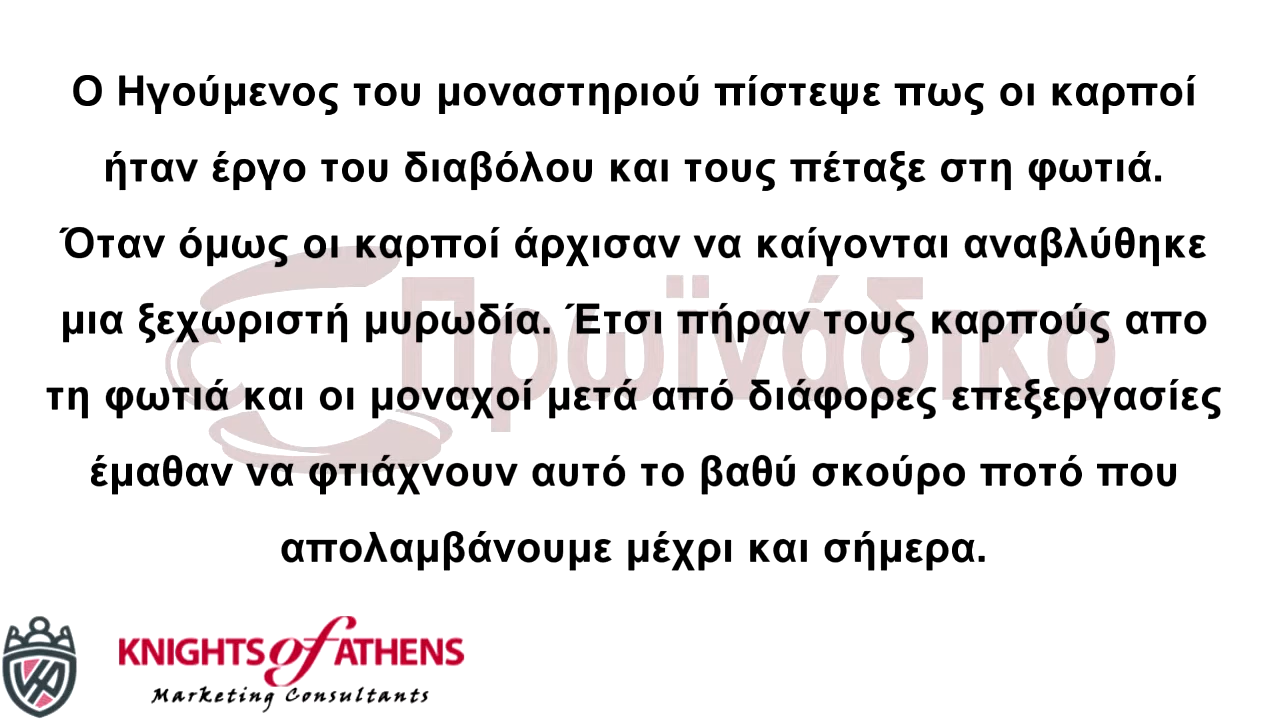 Ο Ηγούμενος του μοναστηριού πίστεψε πως οι καρποί
ήταν έργο του διαβόλου και τους πέταξε στη φωτιά.
Όταν όμως οι καρποί άρχισαν να καίγονται αναβλύθηκε
μια ξεχωριστή μυρωδία. Έτσι πήραν τους καρπούς απο
τη φωτιά και οι μοναχοί μετά από διάφορες επεξεργασίες
έμαθαν να φτιάχνουν αυτό το βαθύ σκούρο ποτό που
απολαμβάνουμε μέχρι και σήμερα.
Πρωϊνάδικο
KNIGHTS of ATHENS
Marketing Consultants